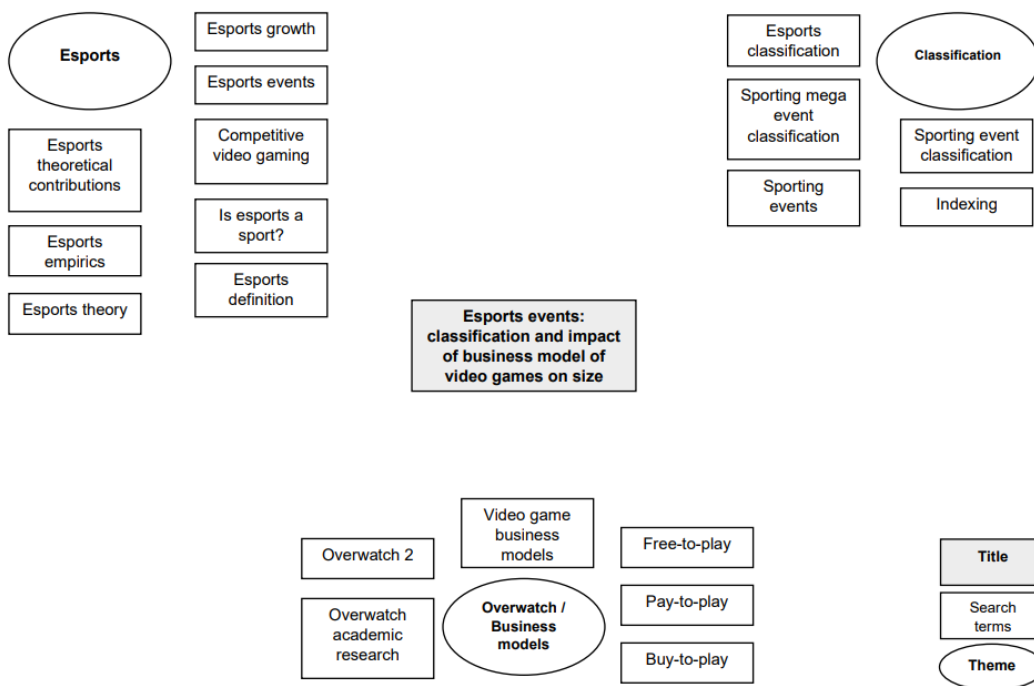 Esports
Esports growth
Esports events
Esports
theoretical
contributions
Competitive
video gaming
Esports
empirics
Is esports a
sport?
Esports theory
Esports
definition
Esports
classification
Classification
Sporting mega
event
classification
Sporting event
classification
Sporting
events
Indexing
Esports events:
classification and impact
of business model of
video games on size
Overwatch 2
Video game
business
models
Free-to-play
Overwatch
academic
research
Overwatch /
Business
models
Pay-to-play
Buy-to-play
Title
Search
terms
Theme